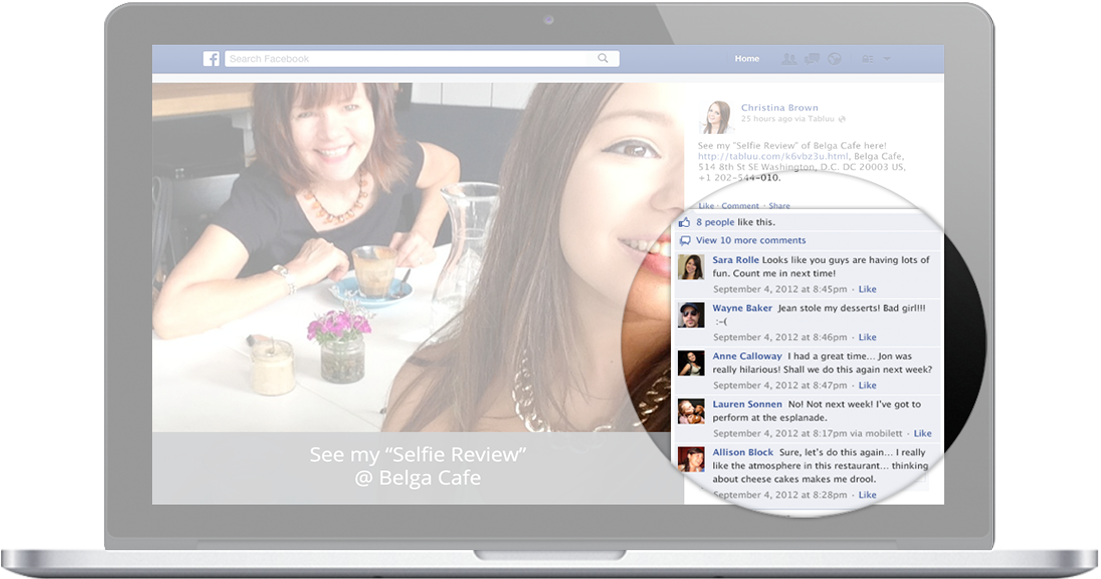 Search Facebook
Home
Christina Brown
25 hours ago via Tabluu
See my "Selfie Review" of Belga Cafe here!
http://tabluu.com/k6vbz3u.html, Belga Cafe,
514 8th St SE Washington, D.C. DC 20003 US,
+1 202-544-010.
Like · Comment · Share
8 people like this.
View 10 more comments
Sara Rolle Looks like you guys are having lots of
fun. Count me in next time!
September 4, 2012 at 8:45pm · Like
Wayne Baker Jean stole my desserts! Bad girl!!!
:-(
September 4, 2012 at 8:46pm · Like
Anne Calloway I had a great time... Jon was
really hilarious! Shall we do this again next week?
September 4, 2012 at 8:47pm · Like
Lauren Sonnen No! Not next week! I've got to
perform at the esplanade.
September 4, 2012 at 8:17pm via mobilett · Like
Allison Block Sure, let's do this again... I really
like the atmosphere in this restaurant... thinking
about cheese cakes makes me drool.
September 4, 2012 at 8:28pm · Like
See my “Selfie Review”
@ Belga Cafe